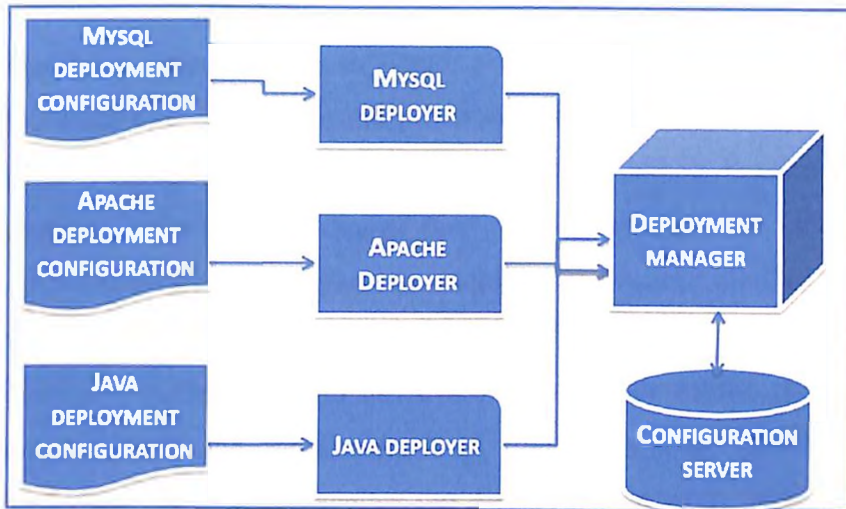 MYSQL
DEPLOYMENT
CONFIGURATION
MYSQL
DEPLOYER
APACHE
DEPLOYMENT
CONFIGURATION
APACHE
DEPLOYER
DEPLOYMENT
MANAGER
JAVA
DEPLOYMENT
CONFIGURATION
JAVA DEPLOYER
CONFIGURATION
SERVER